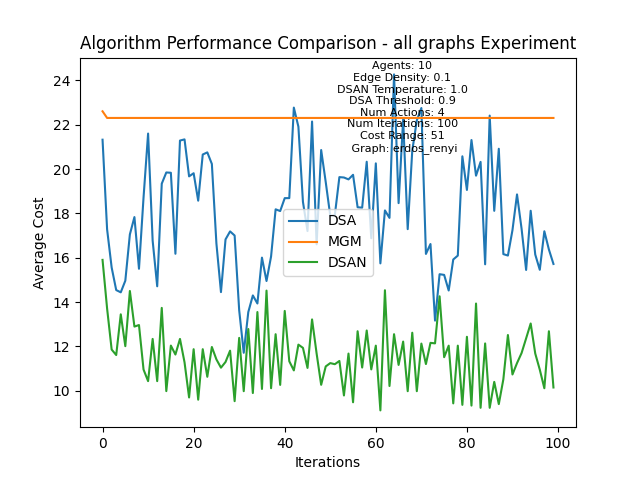 Algorithm Performance Comparison - all graphs Experiment
Agents: 10
Edge Density: 0.1
DSAN Temperature: 1.0
DSA Threshold: 0.9
Num Actions: 4
Num Iterations: 100
Cost Range: 51
Graph: erdos_renyi
24
22
20
18
16
14
12
10
Average Cost
DSA
MGM
DSAN
0
20
40
60
80
100
Iterations